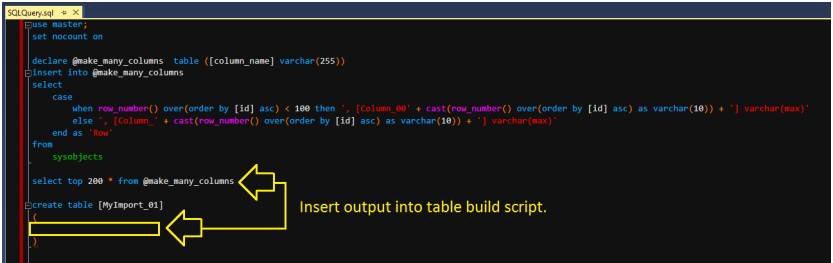 SQLQuery.sql
use master;
set nocount on
declare @make_many_columns  table ([column_name] varchar(255))
insert into @make_many_columns
select
case
when row_number() over(order by [id] asc) < 100 then ', [Column_00' + cast(row_number() over(order by [id] asc) as varchar(10)) + '] varchar(max)'
else ', [Column_' + cast(row_number() over(order by [id] asc) as varchar(10)) + '] varchar(max)'
end as 'Row'
from
sysobjects
select top 200 * from @make_many_columns
create table [MyImport_01]
Insert output into table build script.
(
)